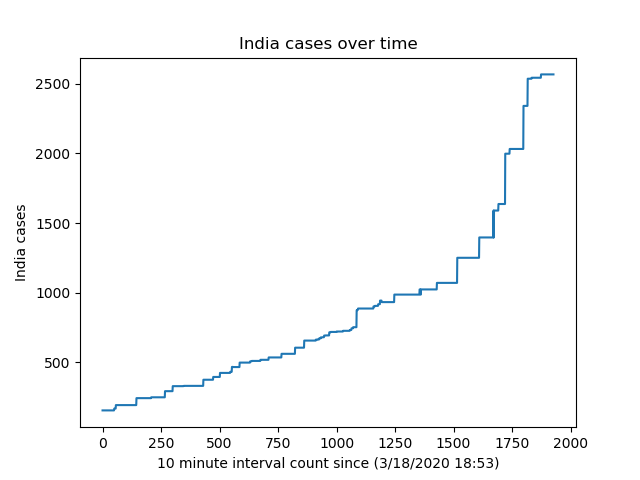 India cases over time
2500
2000
1500
1000
500
India cases
0 250 500 750 1000 1250 1500 1750 2000
10 minute interval count since (3/18/2020 18:53)